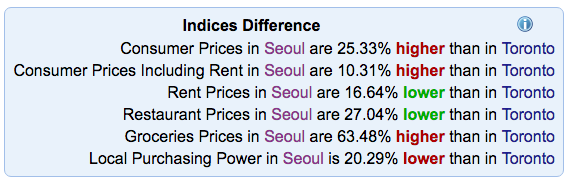 Indices Difference
Consumer Prices in Seoul are 25.33% higher than in Toronto
Consumer Prices Including Rent in Seoul are 10.31% higher than in Toronto
Rent Prices in Seoul are 16.64% lower than in Toronto
Restaurant Prices in Seoul are 27.04% lower than in Toronto
Groceries Prices in Seoul are 63.48% higher than in Toronto
Local Purchasing Power in Seoul is 20.29% lower than in Toronto